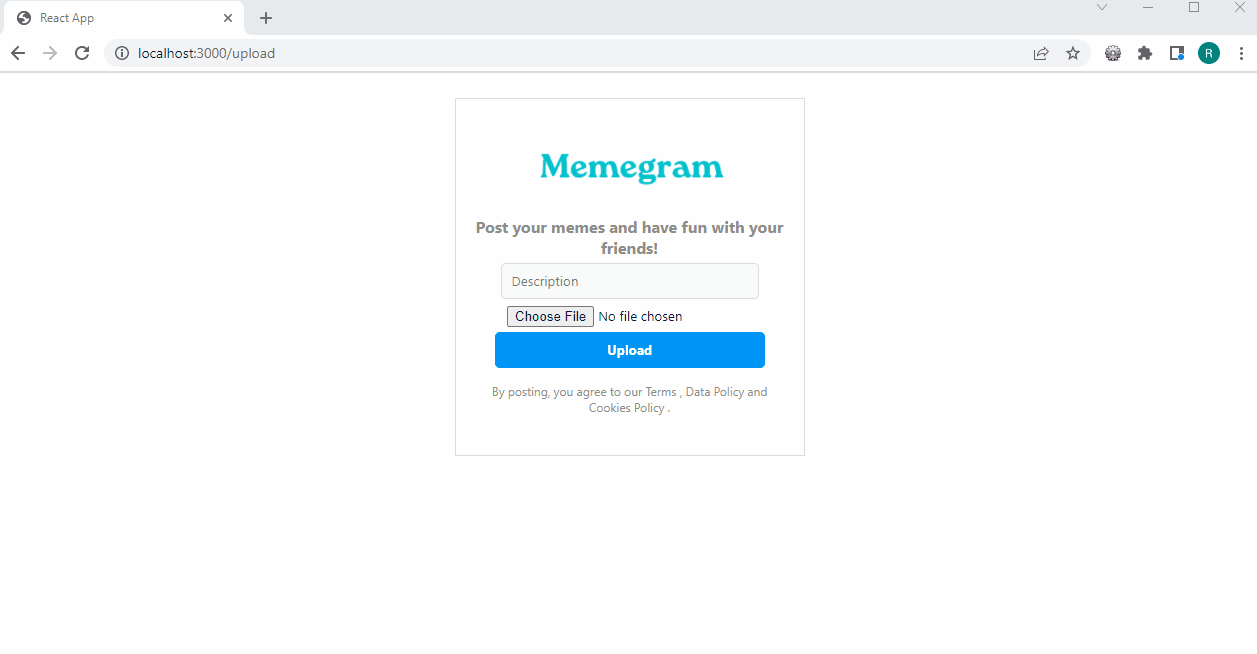 React App
localhost:3000/upload
R
Memegram
Post your memes and have fun with your
friends!
Description
Choose File No file chosen
Upload
By posting, you agree to our Terms , Data Policy and
Cookies Policy .